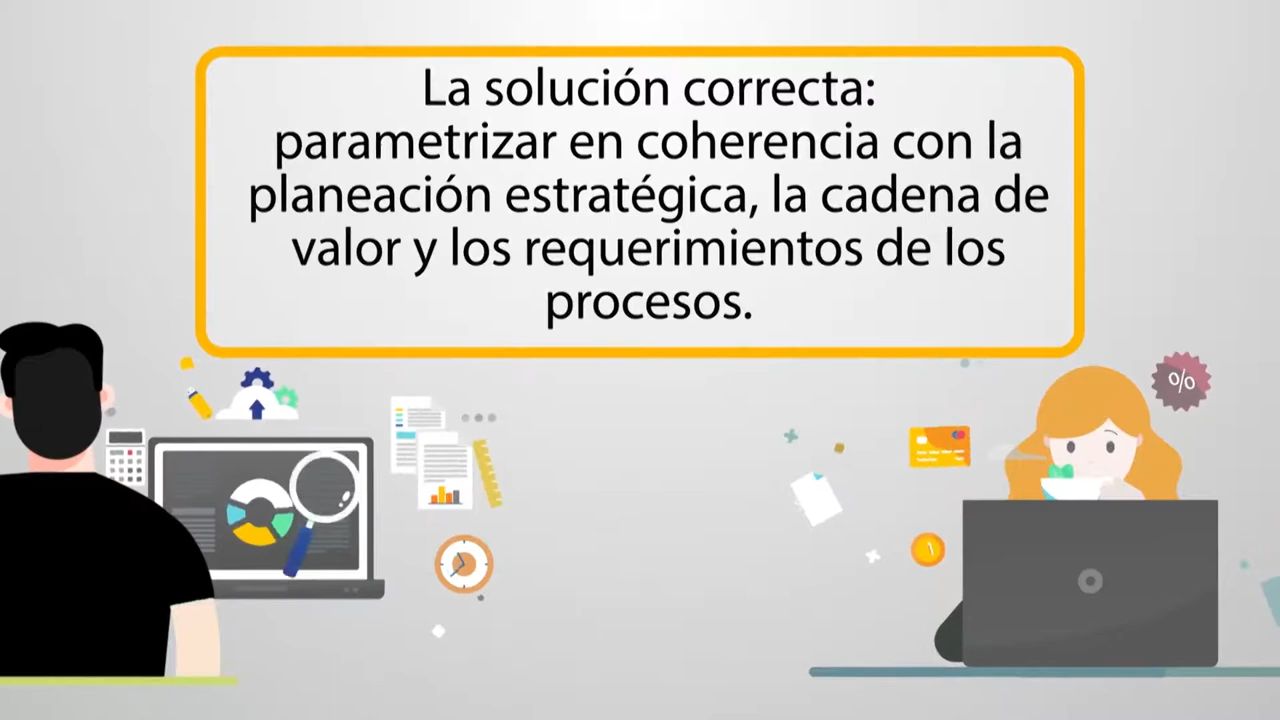 La solución correcta:
parametrizar en coherencia con la
planeación estratégica, la cadena de
valor y los requerimientos de los
procesos.
%